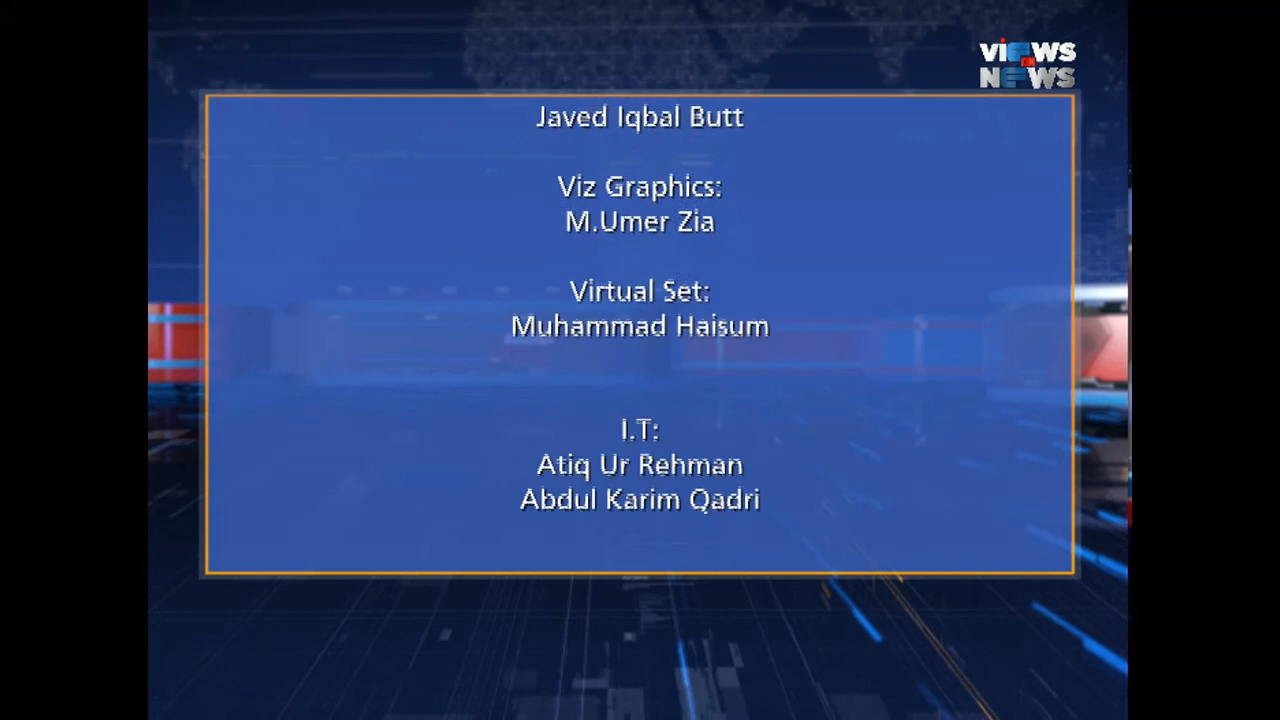 ViEWS
NEWS
Javed Iqbal Butt
Viz Graphics:
M.Umer Zia
Virtual Set:
Muhammad Haisum
I.T:
Atiq Ur Rehman
Abdul Karim Qadri